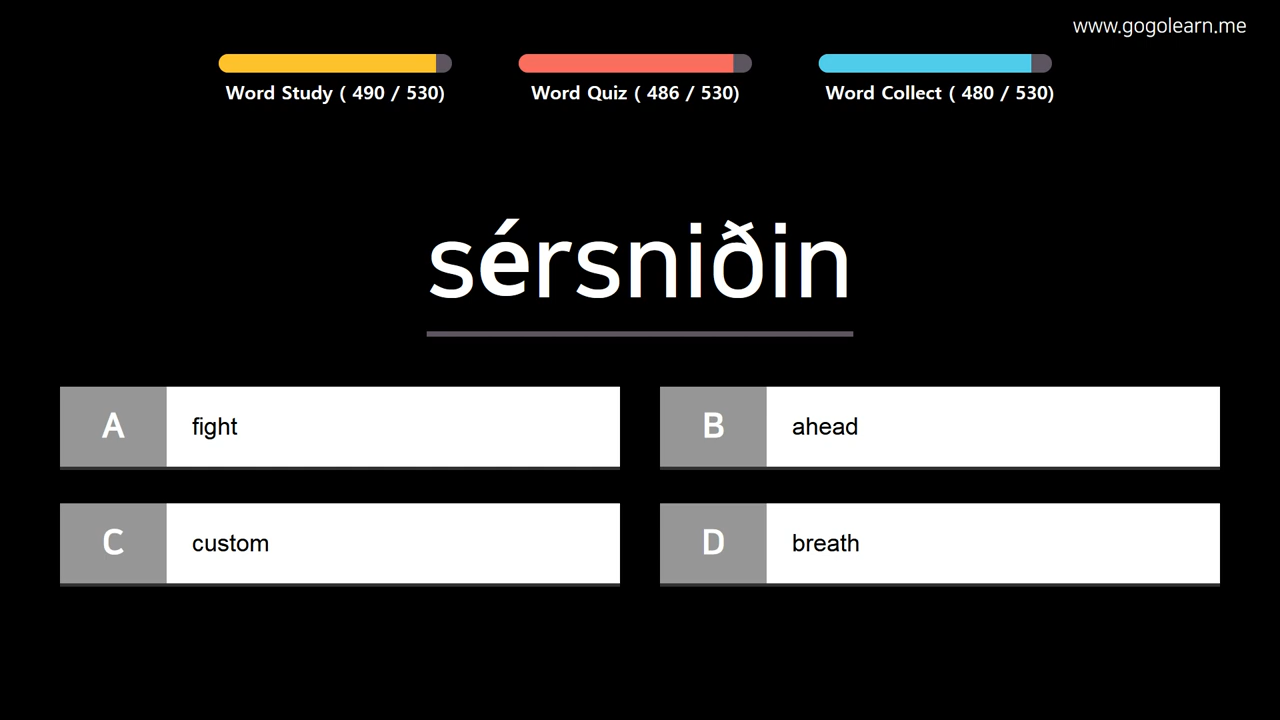 www.gogolearn.me
Word Study ( 490 / 530)
Word Quiz ( 486 / 530)
Word Collect ( 480 / 530)
sérsniðin
A fight
B ahead
C custom
D breath